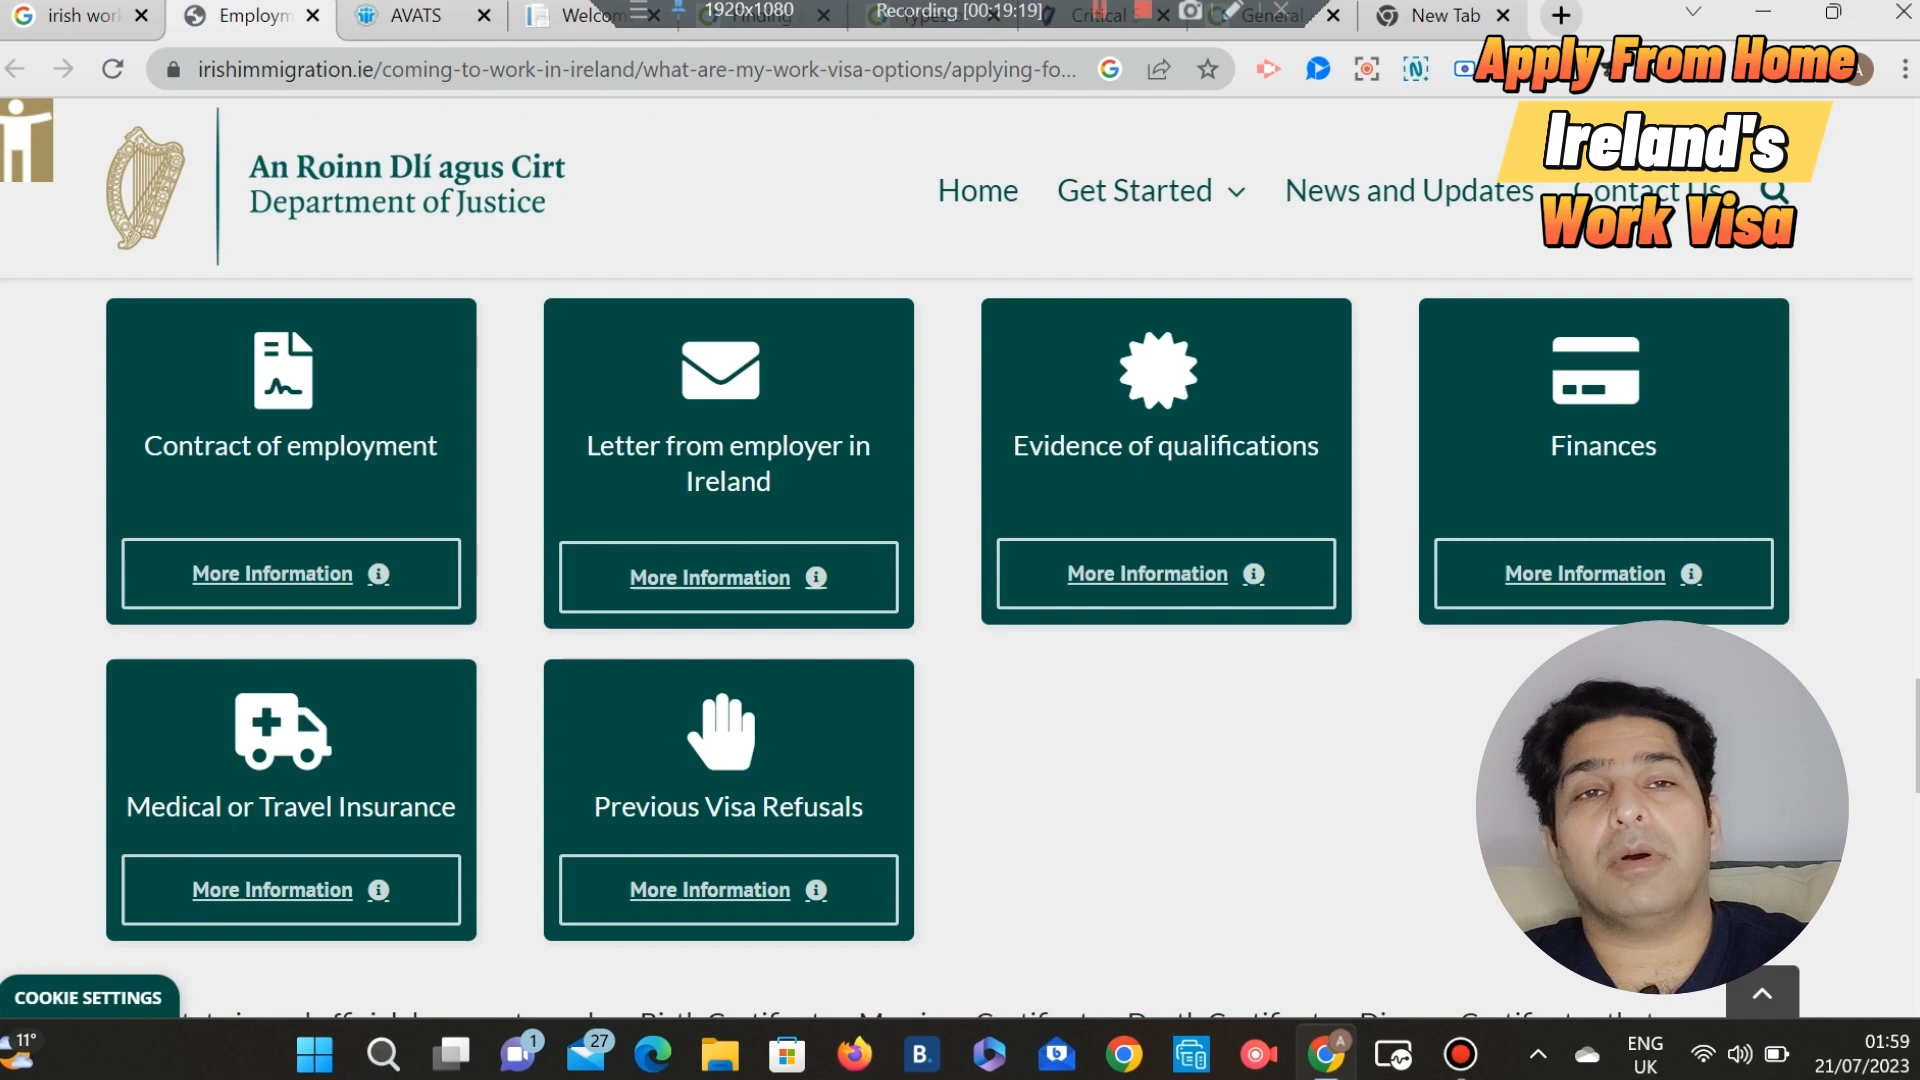 irish wor
Employm
AVATS
Welcom
1920x1080
Recording [00:19:19]
Critical
General
New Tab
irishimmigration.ie/coming-to-work-in-ireland/what-are-my-work-visa-options/applying-fo...
Apply From Home
Ireland's
Work Visa
An Roinn Dlí agus Cirt
Department of Justice
Home
Get Started
News and Updates
Contact Us
Contract of employment
More Information
Letter from employer in
Ireland
More Information
Evidence of qualifications
More Information
Finances
More Information
Medical or Travel Insurance
More Information
Previous Visa Refusals
More Information
COOKIE SETTINGS
11°
1
27
B.
A
ENG
UK
01:59
21/07/2023